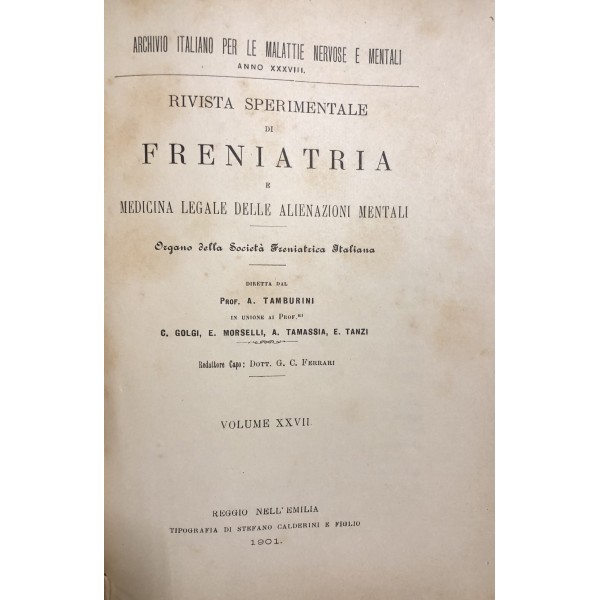 ARCHIVIO ITALIANO PER LE MALATTIE NERVOSE E MENTALI
ANNO XXXVIII.
RIVISTA SPERIMENTALE
DI
FRENIATRIA
E
MEDICINA LEGALE DELLE ALIENAZIONI MENTALI
Organo della Società Freniatrica Italiana
DIRETTA DAL
PROF. A. TAMBURINI
IN UNIONE AI PROF.RI
C. GOLGI, E. MORSELLI, A. TAMASSIA, E. TANZI
Redattore Capo: DOTT. G. C. FERRARI
VOLUME XXVII.
REGGIO NELL'EMILIA
TIPOGRAFIA DI STEFANO CALDERINI E FIGLIO
1901.